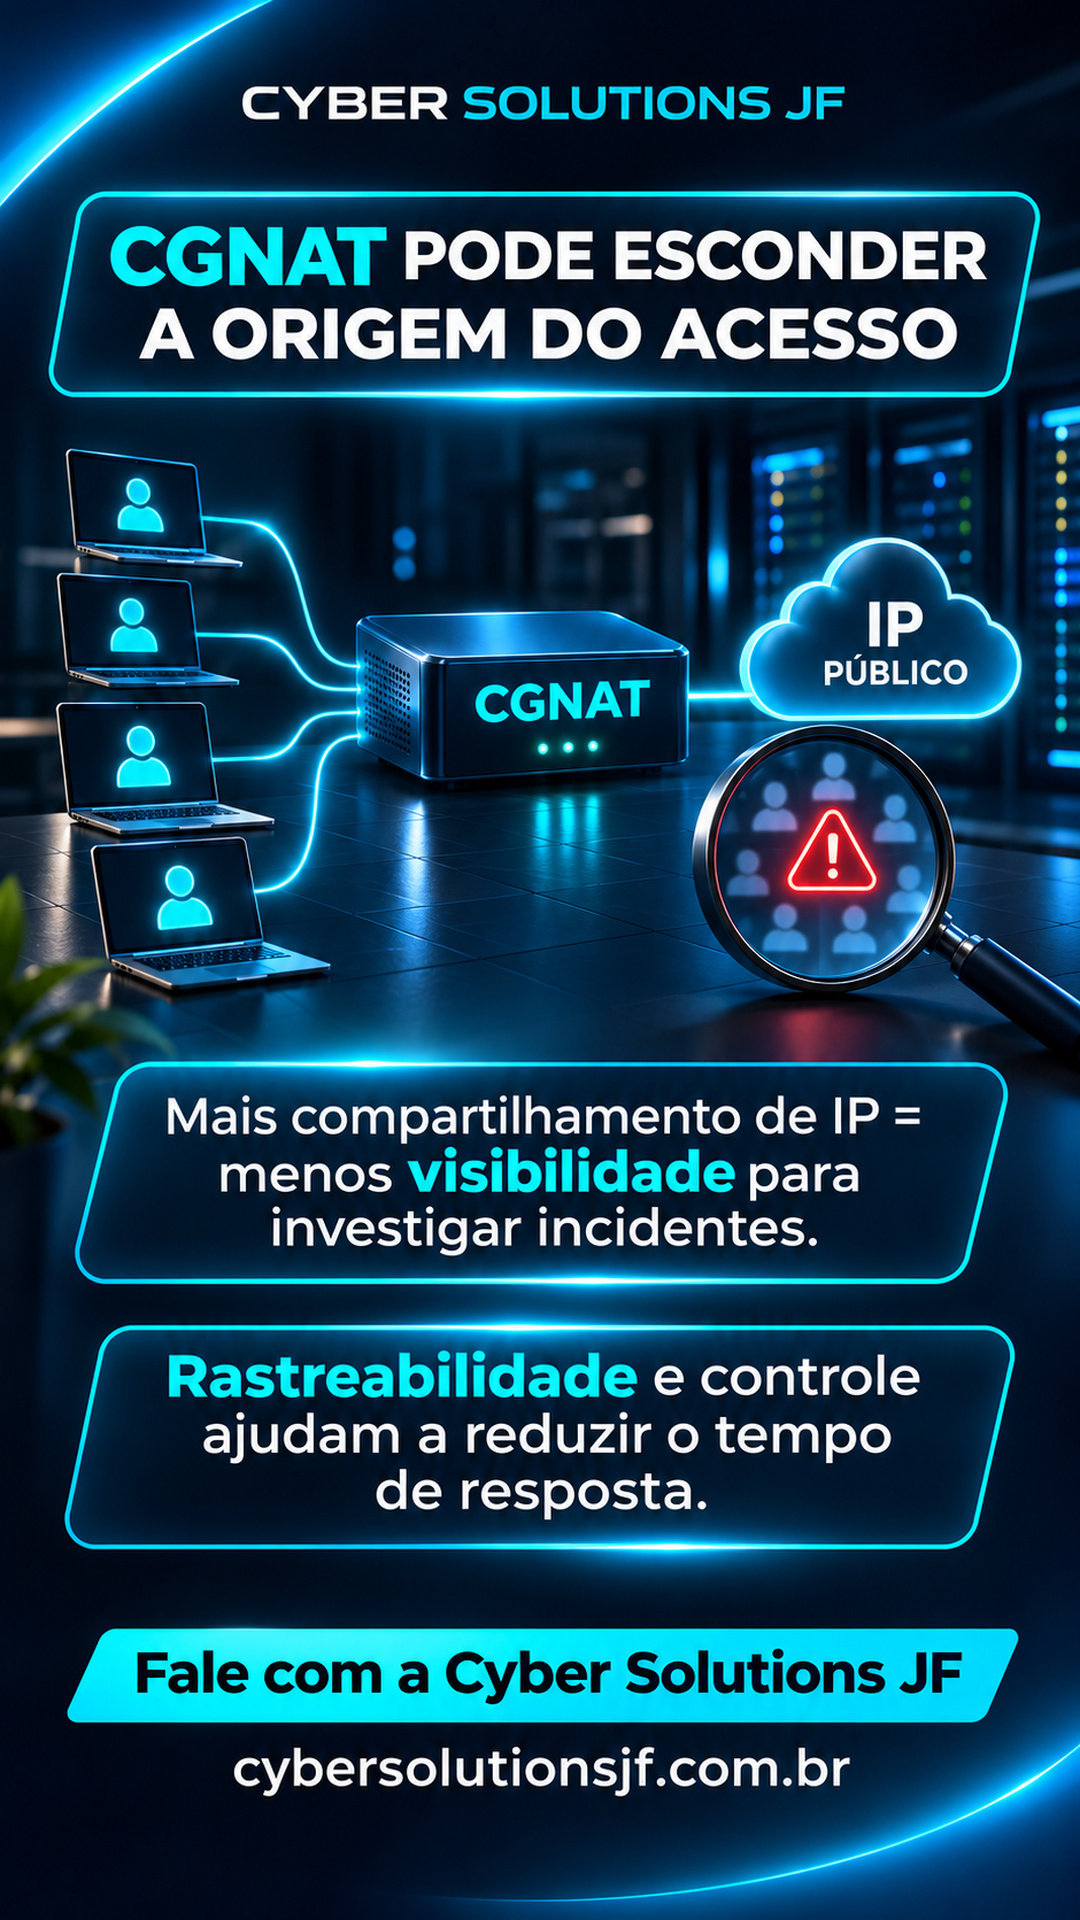 CYBER SOLUTIONS JF
CGNAT PODE ESCONDER
A ORIGEM DO ACESSO
CGNAT
IP
PÚBLICO
Mais compartilhamento de IP =
menos visibilidade para
investigar incidentes.
Rastreabilidade e controle
ajudam a reduzir o tempo
de resposta.
Fale com a Cyber Solutions JF
cybersolutionsjf.com.br